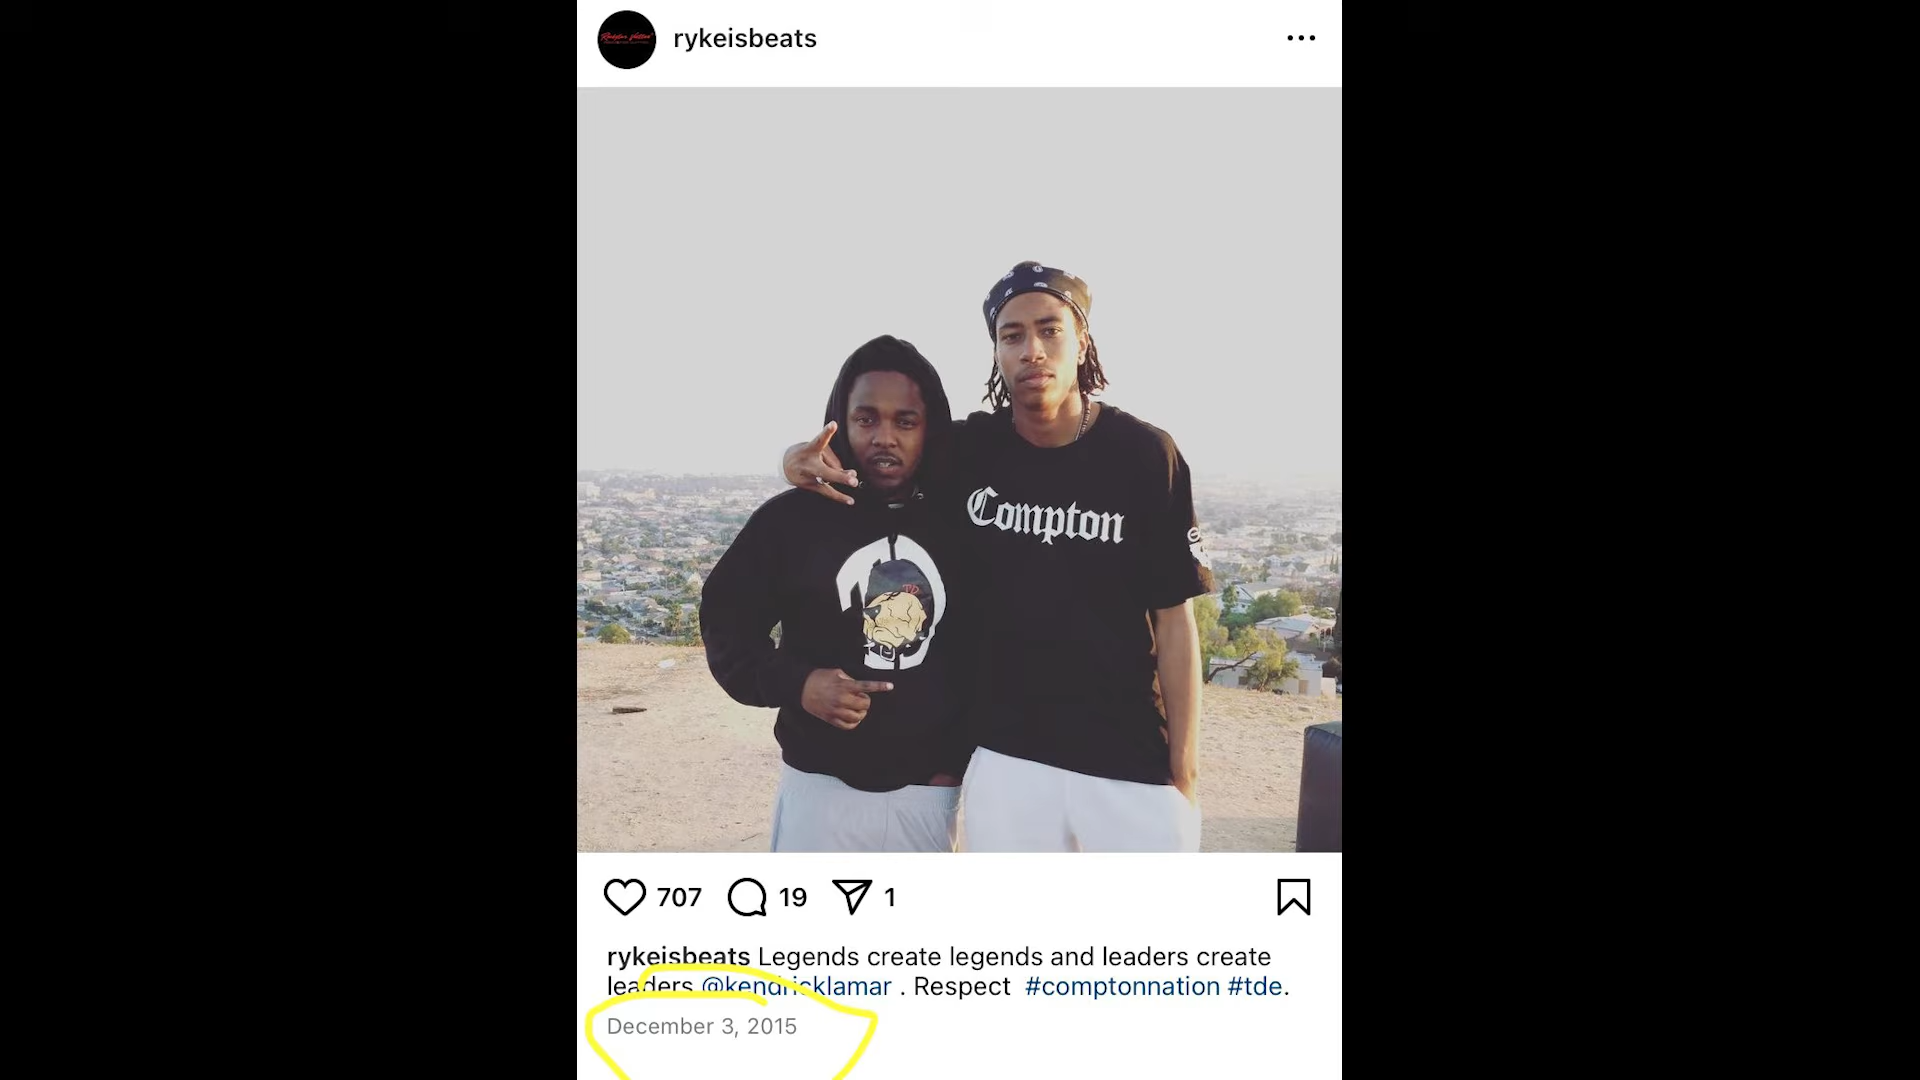 rykeisbeats
Compton
707 19 1
rykeisbeats Legends create legends and leaders create
leaders @kendricklamar . Respect #comptonnation #tde.
December 3, 2015